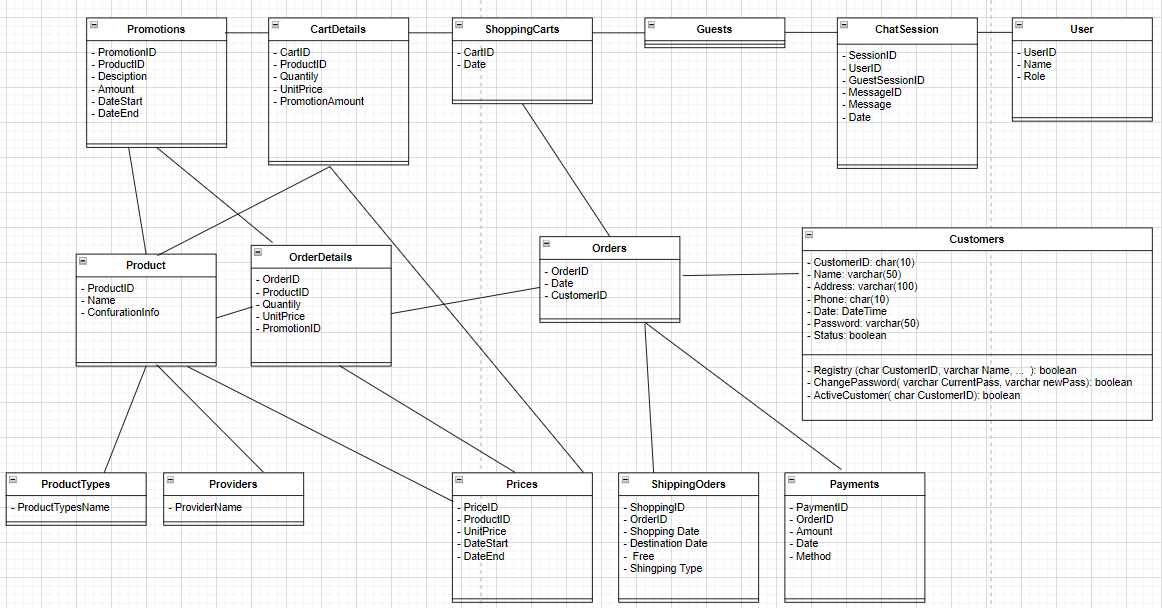 Promotions
- PromotionID
- ProductID
- Desciption
- Amount
- DateStart
- DateEnd
CartDetails
- CartID
- ProductID
- Quantily
- UnitPrice
- PromotionAmount
ShoppingCarts
- CartID
- Date
Guests
ChatSession
- SessionID
- UserID
- GuestSessionID
- MessageID
- Message
- Date
User
- UserID
- Name
- Role
Product
- ProductID
- Name
- ConfurationInfo
OrderDetails
- OrderID
- ProductID
- Quantily
- UnitPrice
- PromotionID
Orders
- OrderID
- Date
- CustomerID
Customers
- CustomerID: char(10)
- Name: varchar(50)
- Address: varchar(100)
- Phone: char(10)
- Date: DateTime
- Password: varchar(50)
- Status: boolean
- Registry (char CustomerID, varchar Name, ... ): boolean
- ChangePassword( varchar CurrentPass, varchar newPass): boolean
- ActiveCustomer( char CustomerID): boolean
ProductTypes
- ProductTypesName
Providers
- ProviderName
Prices
- PriceID
- ProductID
- UnitPrice
- DateStart
- DateEnd
ShippingOders
- ShoppingID
- OrderID
- Shopping Date
- Destination Date
- Free
- Shingping Type
Payments
- PaymentID
- OrderID
- Amount
- Date
- Method